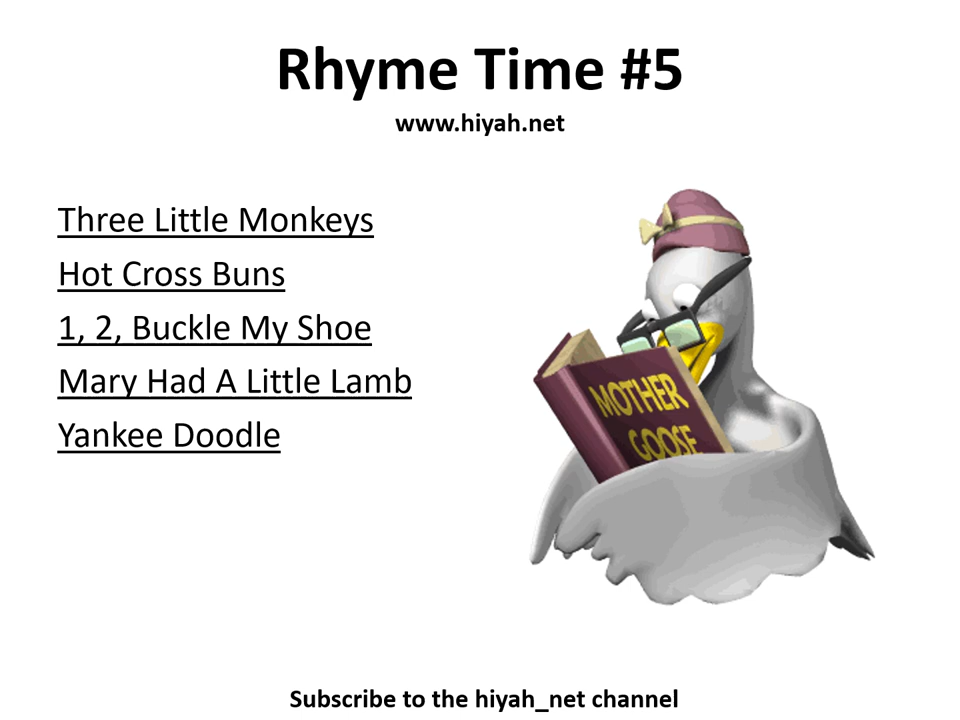 Rhyme Time #5
www.hiyah.net
Three Little Monkeys
Hot Cross Buns
1, 2, Buckle My Shoe
Mary Had A Little Lamb
Yankee Doodle
MOTHER
GOOSE
Subscribe to the hiyah_net channel